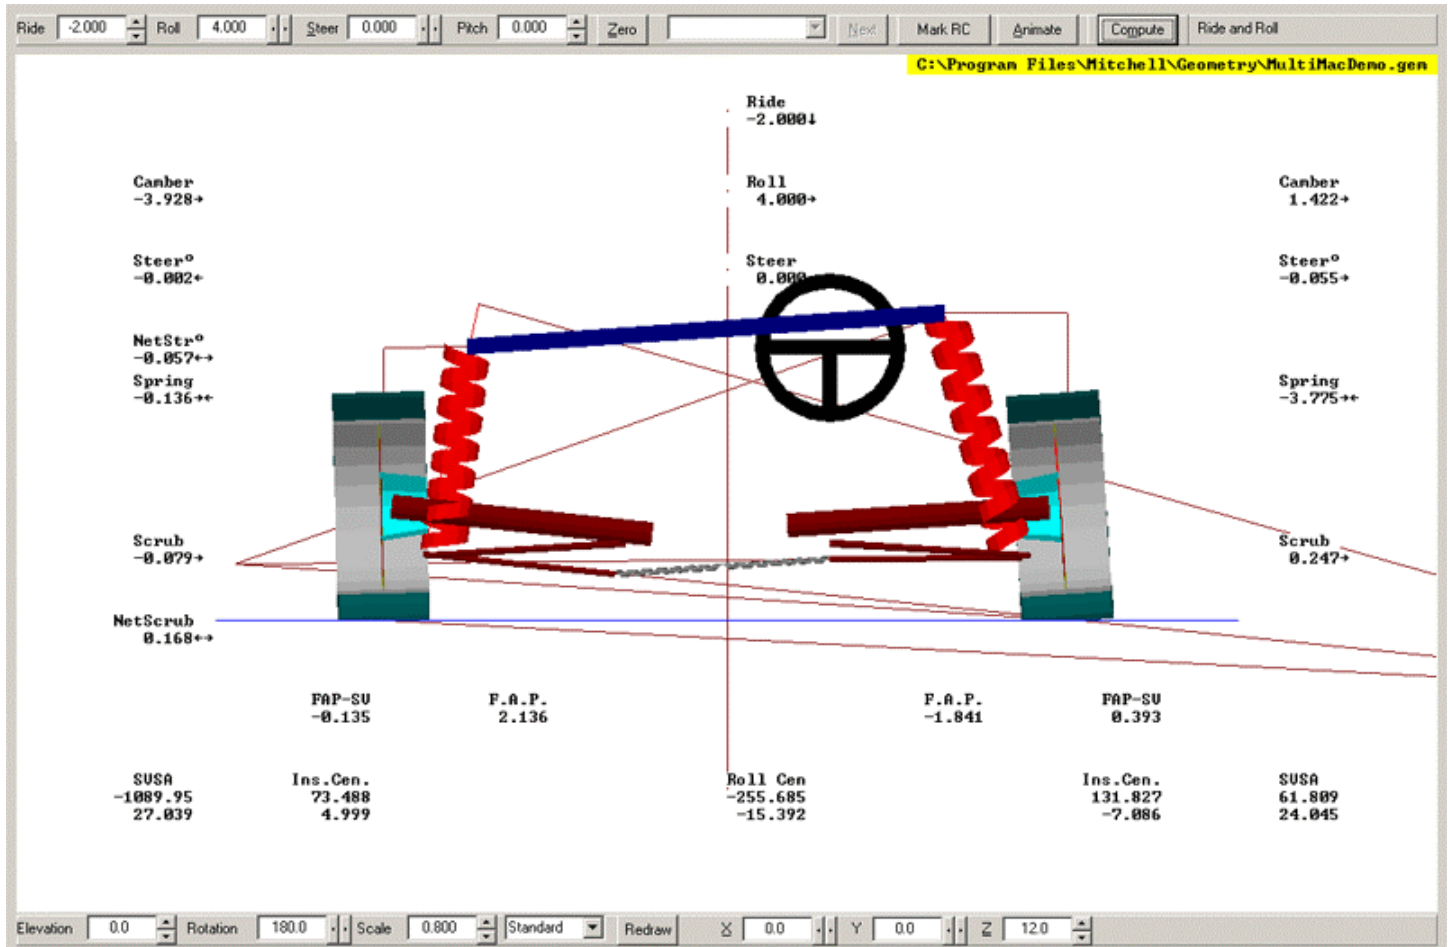 Ride -2.000 Roll 4.000 Steer 0.000 Pitch 0.000 Zero Next Mark RC Animate Compute Ride and Roll
C:\Program Files\Mitchell\Geometry\MultiMacDemo.gem
Ride
-2.000↓
Camber Roll Camber
-3.928→ 4.000→ 1.422→
Steerº Steer Steerº
-0.002← 0.000 -0.055→
NetStrº
-0.057←→
Spring Spring
-0.136→← -3.775→←
Scrub Scrub
-0.079→ 0.247→
NetScrub
0.168←→
FAP-SV F.A.P. F.A.P. FAP-SV
-0.135 2.136 -1.841 0.393
SVSA Ins.Cen. Roll Cen Ins.Cen. SVSA
-1089.95 73.488 -255.685 131.827 61.809
27.039 4.999 -15.392 -7.086 24.045
Elevation 0.0 Rotation 180.0 Scale 0.800 Standard Redraw X 0.0 Y 0.0 Z 12.0